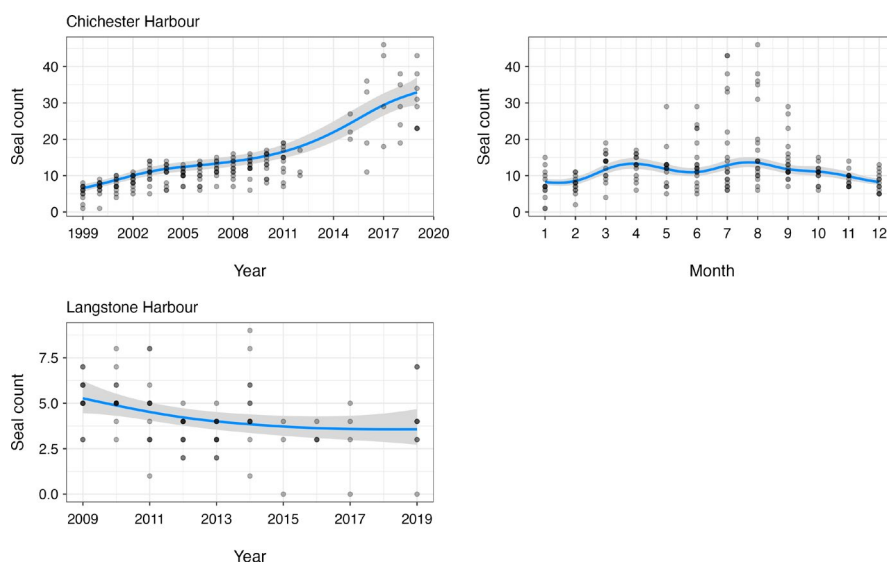 Chichester Harbour
Seal count
40
30
20
10
0
1999 2002 2005 2008 2011 2014 2017 2020
Year
Seal count
40
30
20
10
0
1 2 3 4 5 6 7 8 9 10 11 12
Month
Langstone Harbour
Seal count
7.5
5.0
2.5
0.0
2009 2011 2013 2015 2017 2019
Year